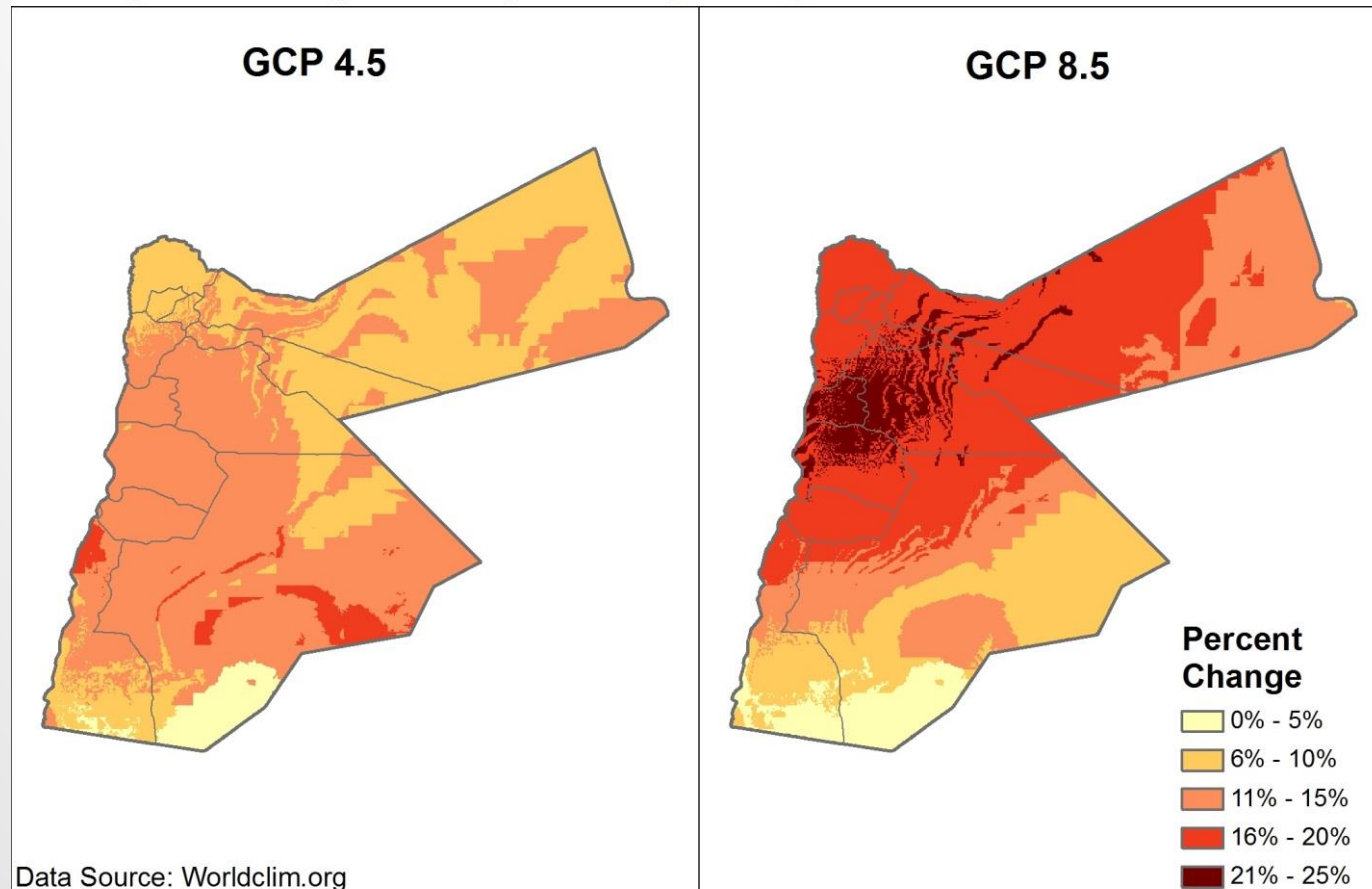 GCP 4.5
GCP 8.5
Percent
Change
0% - 5%
6% - 10%
11% - 15%
16% - 20%
21% - 25%
Data Source: Worldclim.org